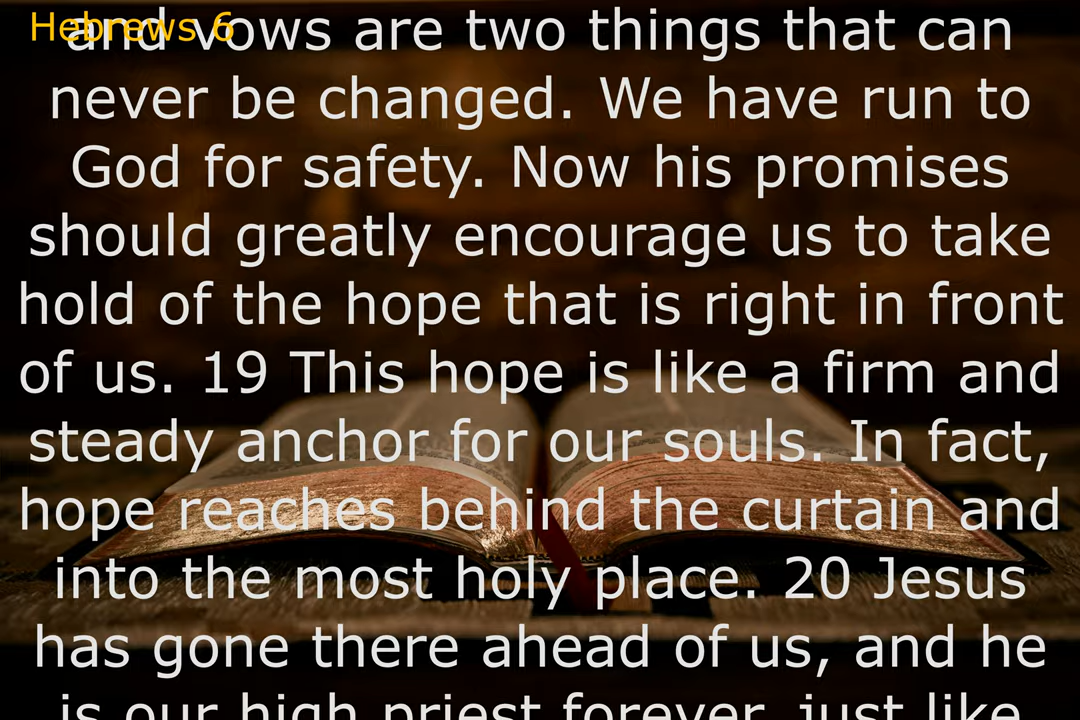 Hebrews 6
and vows are two things that can
never be changed. We have run to
God for safety. Now his promises
should greatly encourage us to take
hold of the hope that is right in front
of us. 19 This hope is like a firm and
steady anchor for our souls. In fact,
hope reaches behind the curtain and
into the most holy place. 20 Jesus
has gone there ahead of us, and he
is our high priest forever, just like